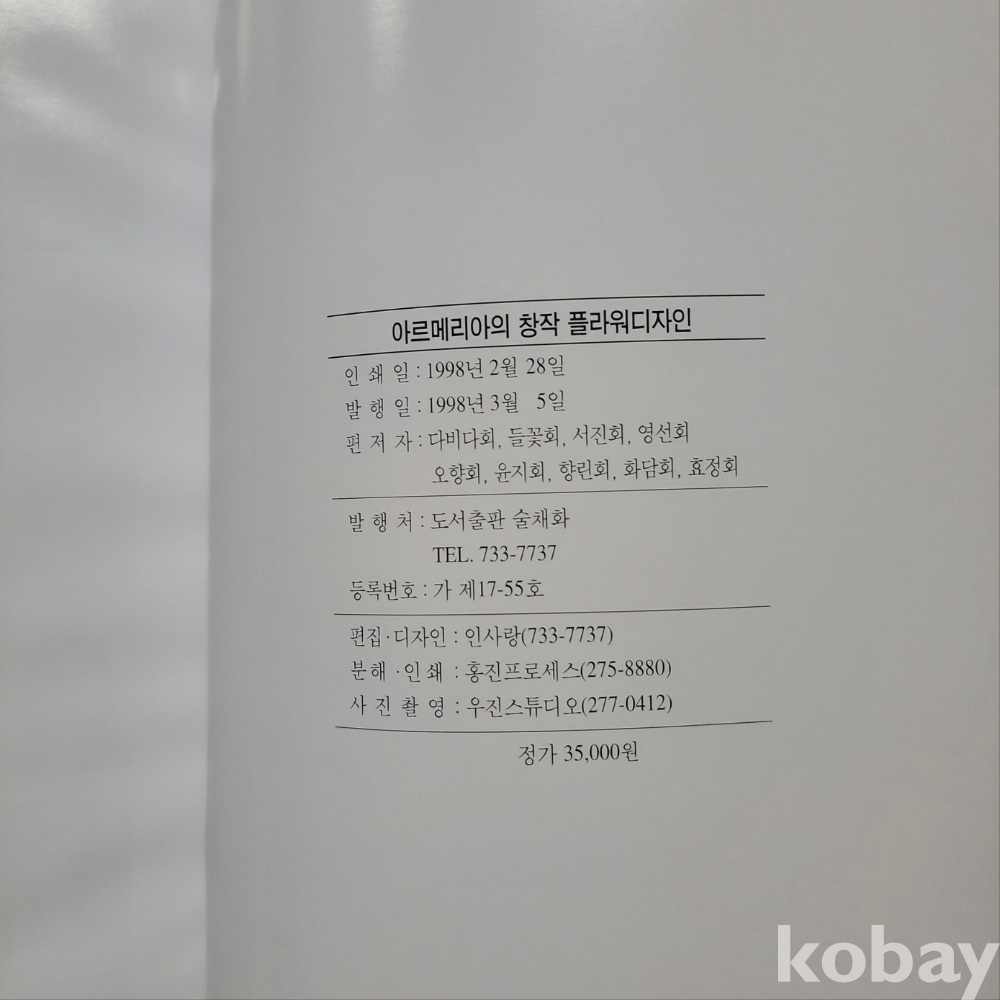 아르메리아의 창작 플라워디자인
인 쇄 일 : 1998년 2월 28일
발 행 일 : 1998년 3월 5일
편 저 자 : 다비다회, 들꽃회, 서진회, 영선회
오향회, 윤지회, 향린회, 화담회, 효정회
발 행 처 : 도서출판 술채화
TEL. 733-7737
등록번호 : 가 제17-55호
편집·디자인 : 인사랑(733-7737)
분해·인쇄 : 홍진프로세스(275-8880)
사 진 촬 영 : 우진스튜디오(277-0412)
정가 35,000원
kobay